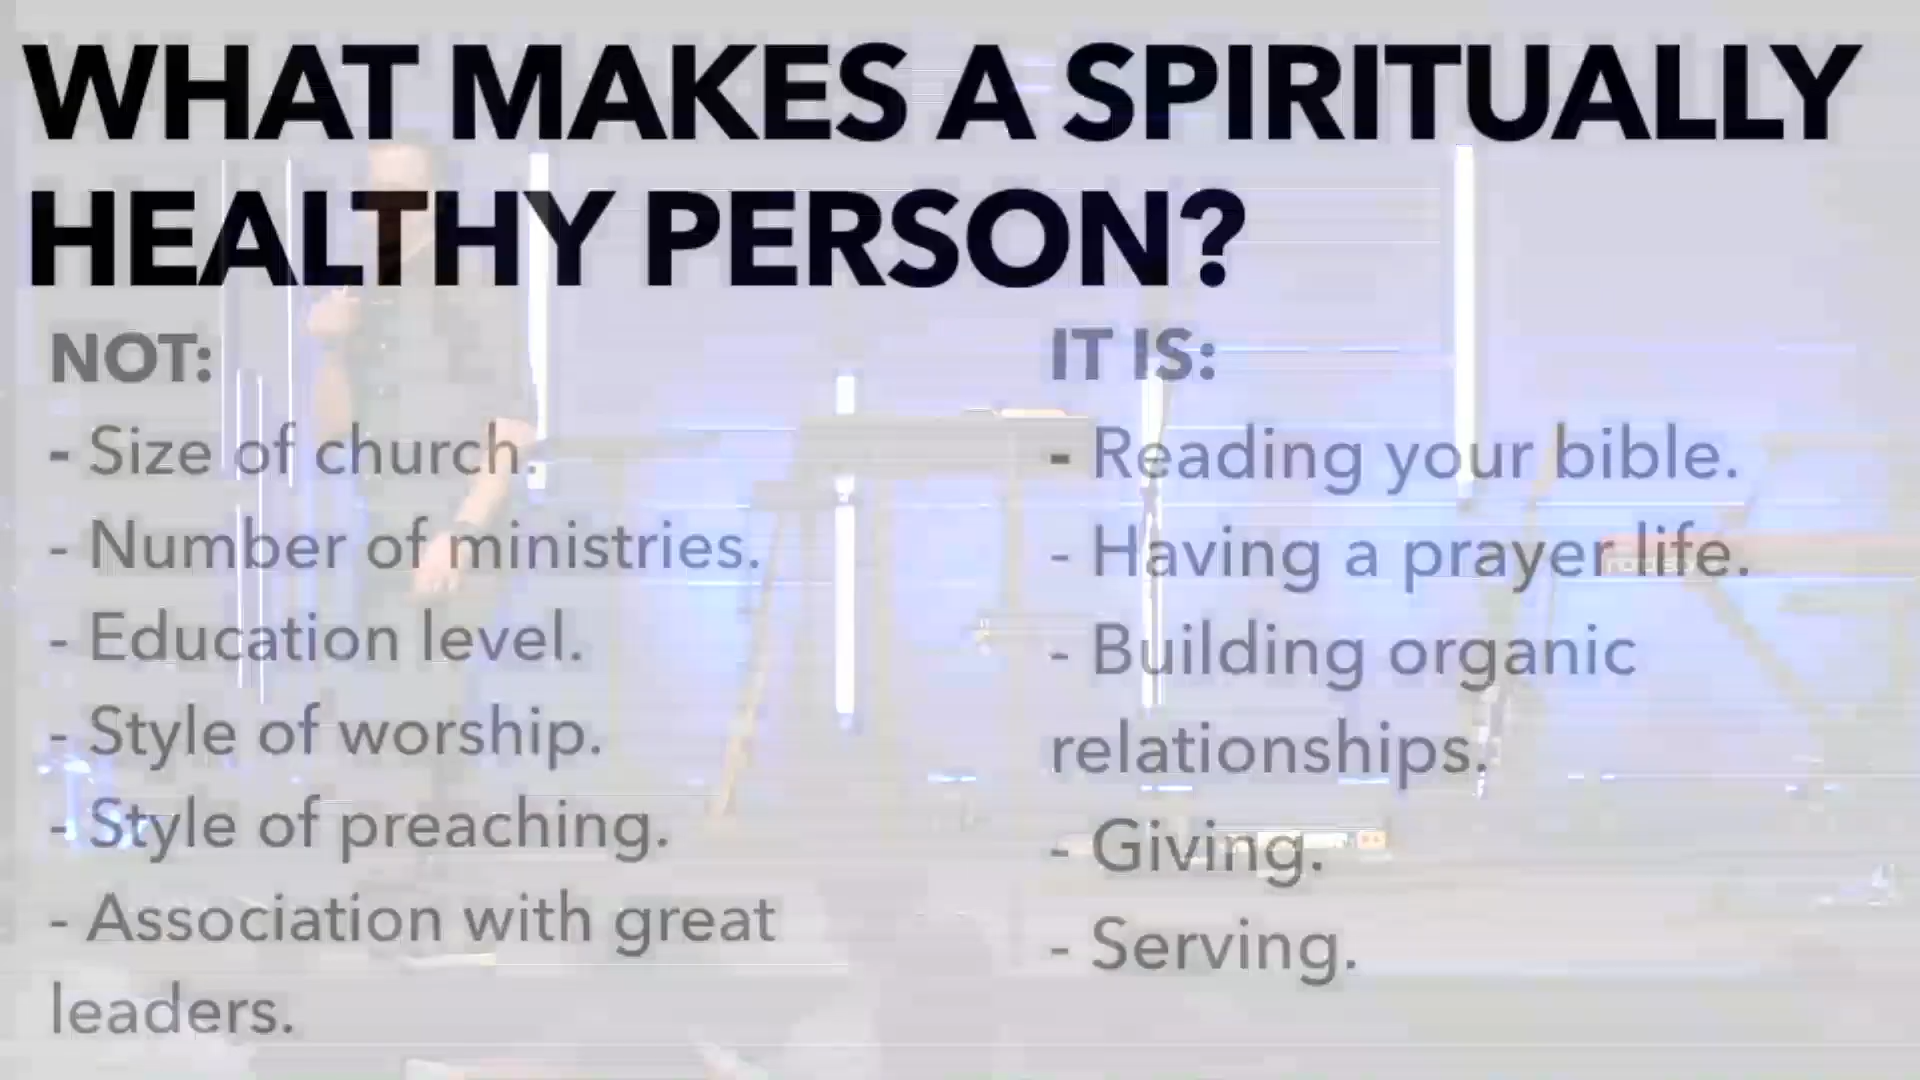 WHAT MAKES A SPIRITUALLY
HEALTHY PERSON?
NOT:
- Size of church.
- Number of ministries.
- Education level.
- Style of worship.
- Style of preaching.
- Association with great
leaders.
IT IS:
- Reading your bible.
- Having a prayer life.
- Building organic
relationships.
- Giving.
- Serving.